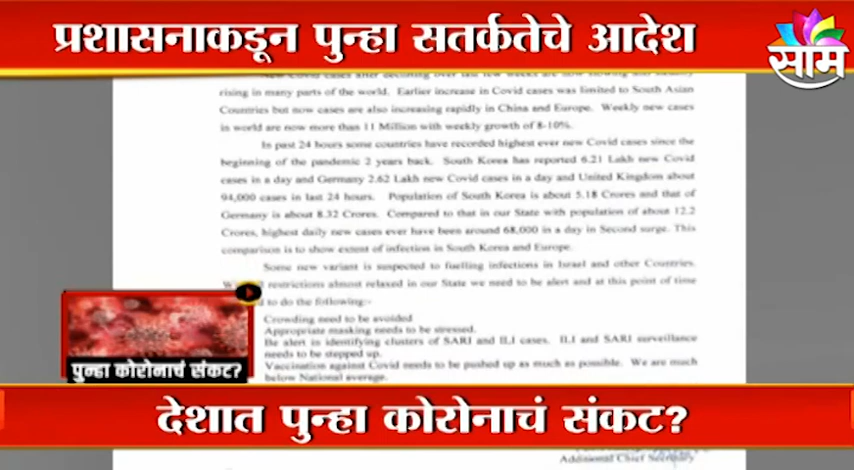 प्रशासनाकडून पुन्हा सतर्कतेचे आदेश
साम
rising in many parts of the world. Earlier increase in Covid cases was limited to South Asian
Countries but now cases are also increasing rapidly in China and Europe. Weekly new cases
in world are now more than 11 Million with weekly growth of 8-10%.
In past 24 hours some countries have recorded highest ever new Covid cases since the
beginning of the pandemic 2 years back. South Korea has reported 6.21 Lakh new Covid
cases in a day and Germany 2.62 Lakh new Covid cases in a day and United Kingdom about
94,000 cases in last 24 hours. Population of South Korea is about 5.18 Crores and that of
Germany is about 8.32 Crores. Compared to that in our State with population of about 12.2
Crores, highest daily new cases ever have been around 68,000 in a day in Second surge. This
comparison is to show extent of infection in South Korea and Europe.
Some new variant is suspected to fuelling infections in Israel and other Countries.
restrictions almost relaxed in our State we need to be alert and at this point of time
to do the following:-
Crowding need to be avoided
Appropriate masking needs to be stressed.
Be alert in identifying clusters of SARI and ILI cases. ILI and SARI surveillance
needs to be stepped up.
Vaccination against Covid needs to be pushed up as much as possible. We are much
below National average.
पुन्हा कोरोनाचं संकट?
देशात पुन्हा कोरोनाचं संकट?
Additional Chief Secretary